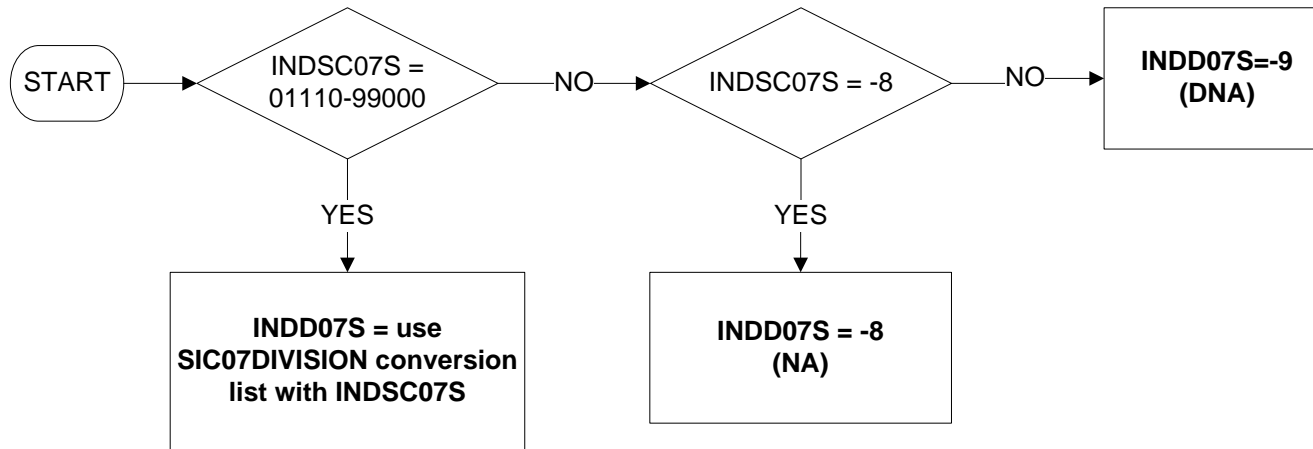 START
INDSC07S =
01110-99000
NO
INDSC07S = -8
NO
INDD07S=-9
(DNA)
YES
YES
INDD07S = use
SIC07DIVISION conversion
list with INDSC07S
INDD07S = -8
(NA)